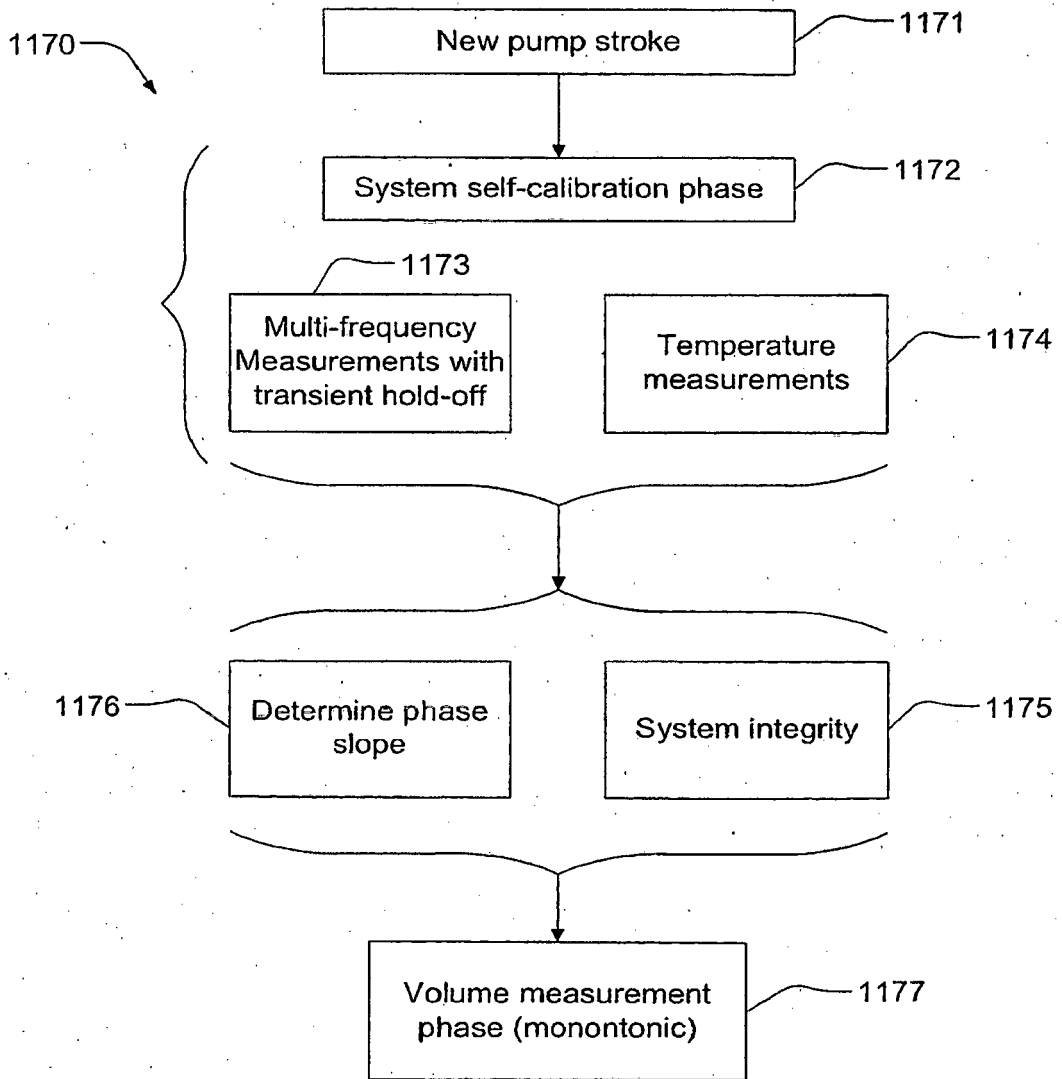 1170
New pump stroke
1171
System self-calibration phase
1172
1173
Multi-frequency
Measurements with
transient hold-off
Temperature
measurements
1174
1176
Determine phase
slope
System integrity
1175
Volume measurement
phase (monontonic)
1177